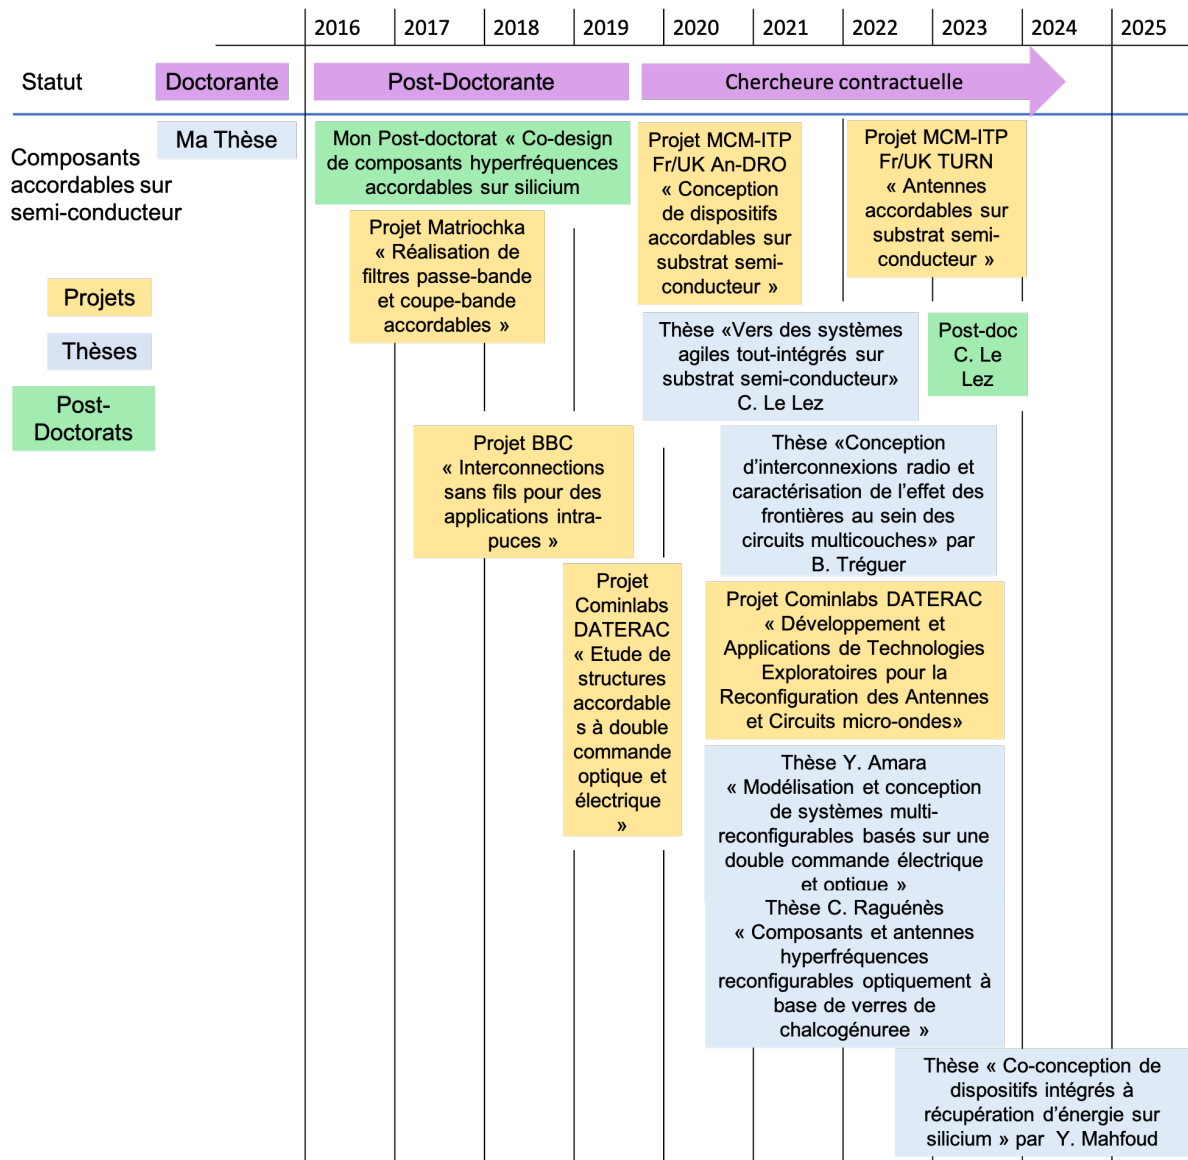 2016 2017 2018 2019 2020 2021 2022 2023 2024 2025
Statut
Doctorante
Post-Doctorante
Chercheure contractuelle
Composants
accordables sur
semi-conducteur
Projets
Thèses
Post-
Doctorats
Ma Thèse
Mon Post-doctorat « Co-design
de composants hyperfréquences
accordables sur silicium
Projet Matriochka
« Réalisation de
filtres passe-bande
et coupe-bande
accordables »
Projet MCM-ITP
Fr/UK An-DRO
« Conception
de dispositifs
accordables sur
substrat semi-
conducteur »
Projet MCM-ITP
Fr/UK TURN
« Antennes
accordables sur
substrat semi-
conducteur »
Thèse «Vers des systèmes
agiles tout-intégrés sur
substrat semi-conducteur»
C. Le Lez
Post-doc
C. Le
Lez
Projet BBC
« Interconnections
sans fils pour des
applications intra-
puces »
Thèse «Conception
d’interconnexions radio et
caractérisation de l’effet des
frontières au sein des
circuits multicouches» par
B. Tréguer
Projet
Cominlabs
DATERAC
« Etude de
structures
accordable
s à double
commande
optique et
électrique
»
Projet Cominlabs DATERAC
« Développement et
Applications de Technologies
Exploratoires pour la
Reconfiguration des Antennes
et Circuits micro-ondes»
Thèse Y. Amara
« Modélisation et conception
de systèmes multi-
reconfigurables basés sur une
double commande électrique
et optique »
Thèse C. Raguénès
« Composants et antennes
hyperfréquences
reconfigurables optiquement à
base de verres de
chalcogénuree »
Thèse « Co-conception de
dispositifs intégrés à
récupération d’énergie sur
silicium » par Y. Mahfoud